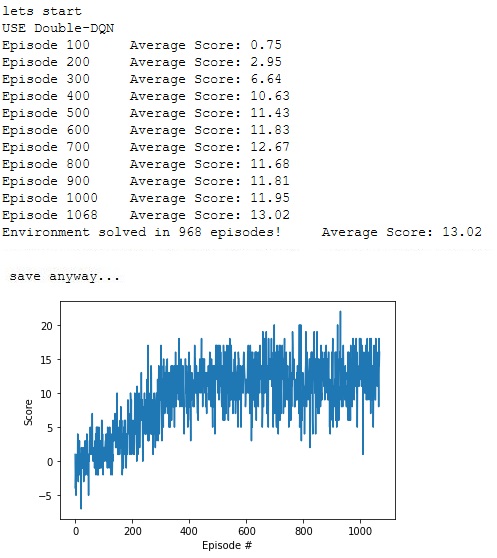 lets start
USE Double-DQN
Episode 100 Average Score: 0.75
Episode 200 Average Score: 2.95
Episode 300 Average Score: 6.64
Episode 400 Average Score: 10.63
Episode 500 Average Score: 11.43
Episode 600 Average Score: 11.83
Episode 700 Average Score: 12.67
Episode 800 Average Score: 11.68
Episode 900 Average Score: 11.81
Episode 1000 Average Score: 11.95
Episode 1068 Average Score: 13.02
Environment solved in 968 episodes! Average Score: 13.02
save anyway...
20
15
10
5
0
−5
Score
0 200 400 600 800 1000
Episode #